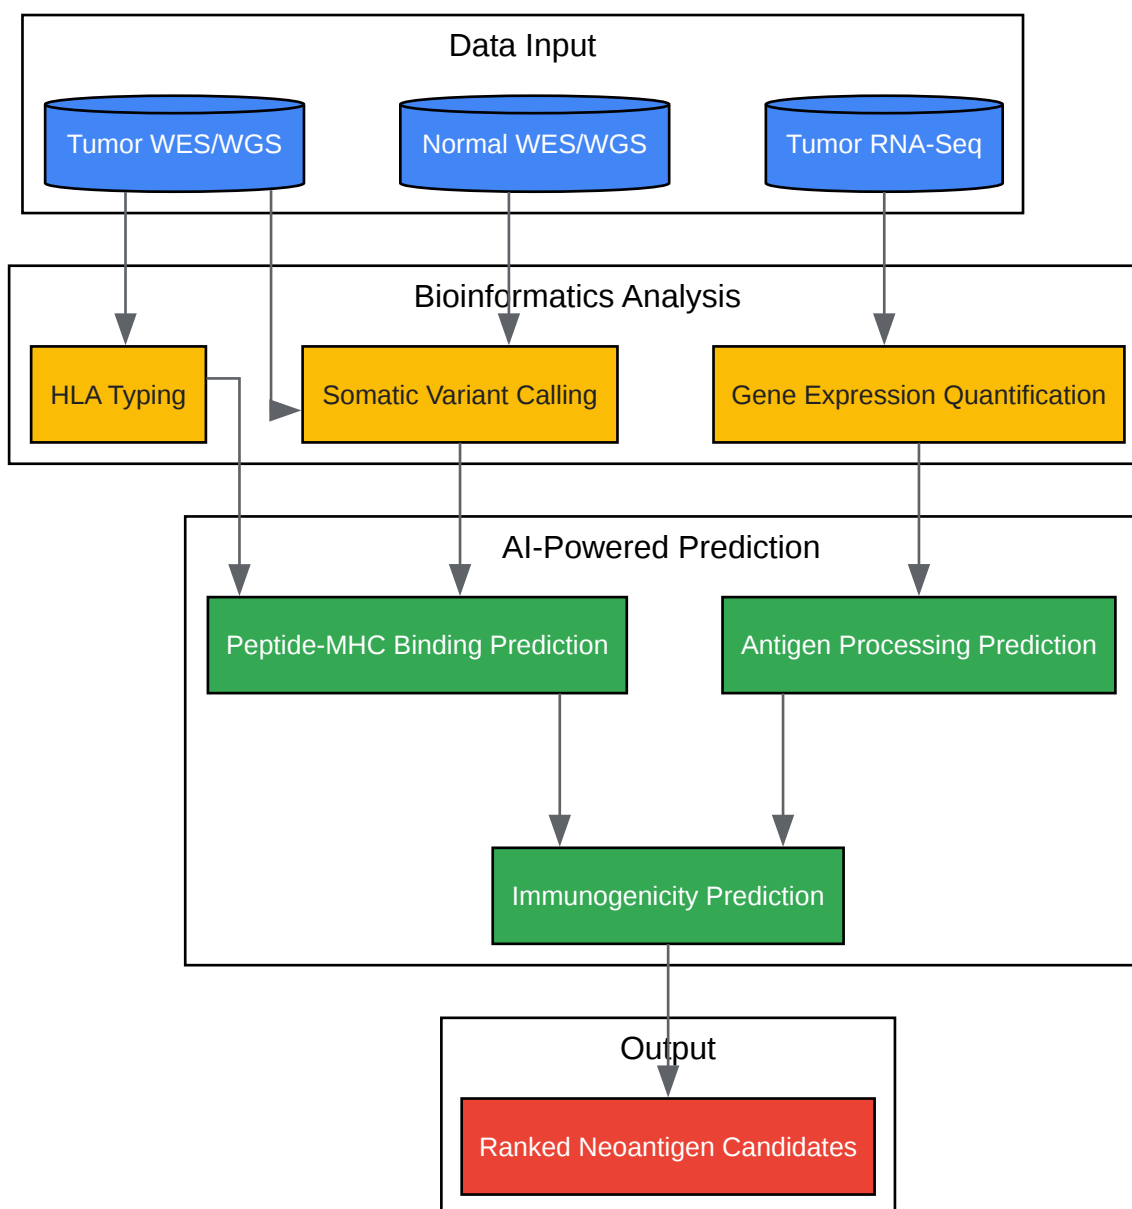 Data Input
Tumor WES/WGS
Normal WES/WGS
Tumor RNA-Seq
Bioinformatics Analysis
HLA Typing
Somatic Variant Calling
Gene Expression Quantification
AI-Powered Prediction
Peptide-MHC Binding Prediction
Antigen Processing Prediction
Immunogenicity Prediction
Output
Ranked Neoantigen Candidates